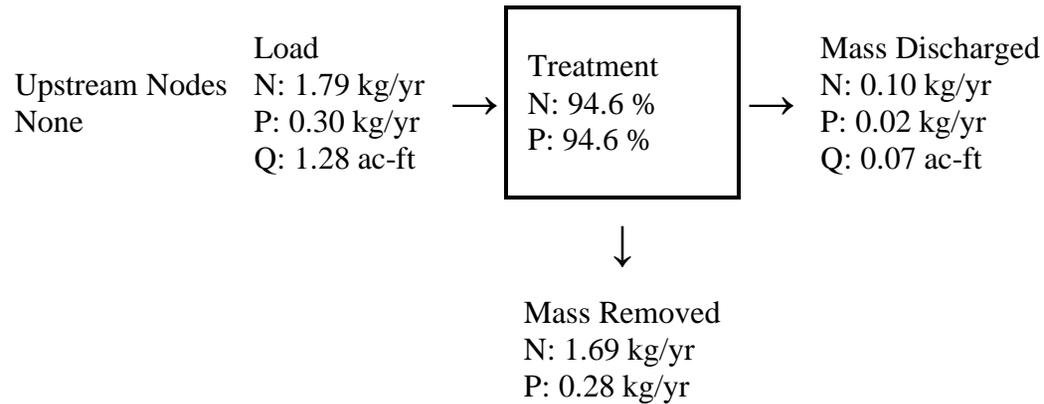 Upstream Nodes
None
Load
N: 1.79 kg/yr
P: 0.30 kg/yr
Q: 1.28 ac-ft
→
Treatment
N: 94.6 %
P: 94.6 %
→
Mass Discharged
N: 0.10 kg/yr
P: 0.02 kg/yr
Q: 0.07 ac-ft
↓
Mass Removed
N: 1.69 kg/yr
P: 0.28 kg/yr